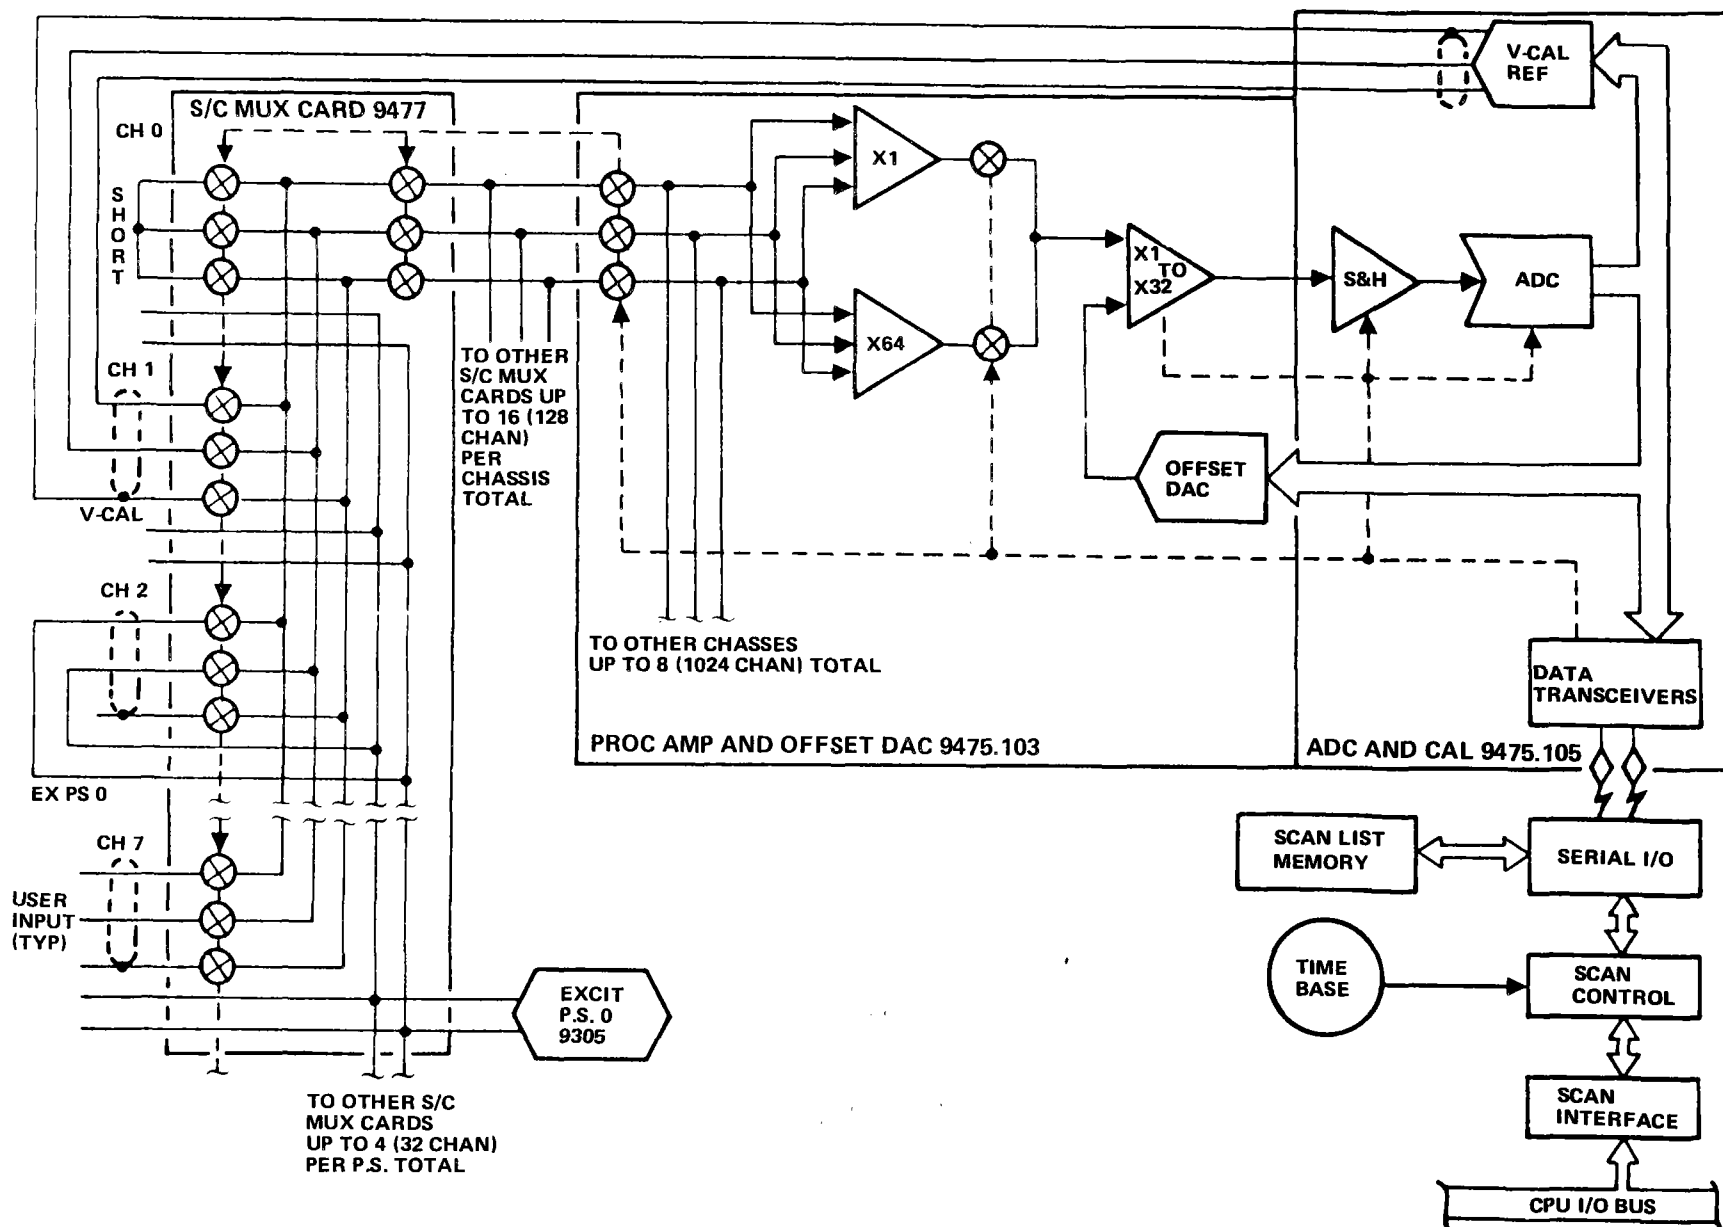 V-CAL
REF
S/C MUX CARD 9477
CH 0
SHORT
X1
X1
TO
X32
S&H
ADC
X64
TO OTHER
S/C MUX
CARDS UP
TO 16 (128
CHAN)
PER
CHASSIS
TOTAL
CH 1
V-CAL
OFFSET
DAC
CH 2
TO OTHER CHASSES
UP TO 8 (1024 CHAN) TOTAL
DATA
TRANSCEIVERS
PROC AMP AND OFFSET DAC 9475.103
ADC AND CAL 9475.105
EX PS 0
CH 7
USER
INPUT
(TYP)
SCAN LIST
MEMORY
SERIAL I/O
TIME
BASE
SCAN
CONTROL
EXCIT
P.S. 0
9305
TO OTHER S/C
MUX CARDS
UP TO 4 (32 CHAN)
PER P.S. TOTAL
SCAN
INTERFACE
CPU I/O BUS